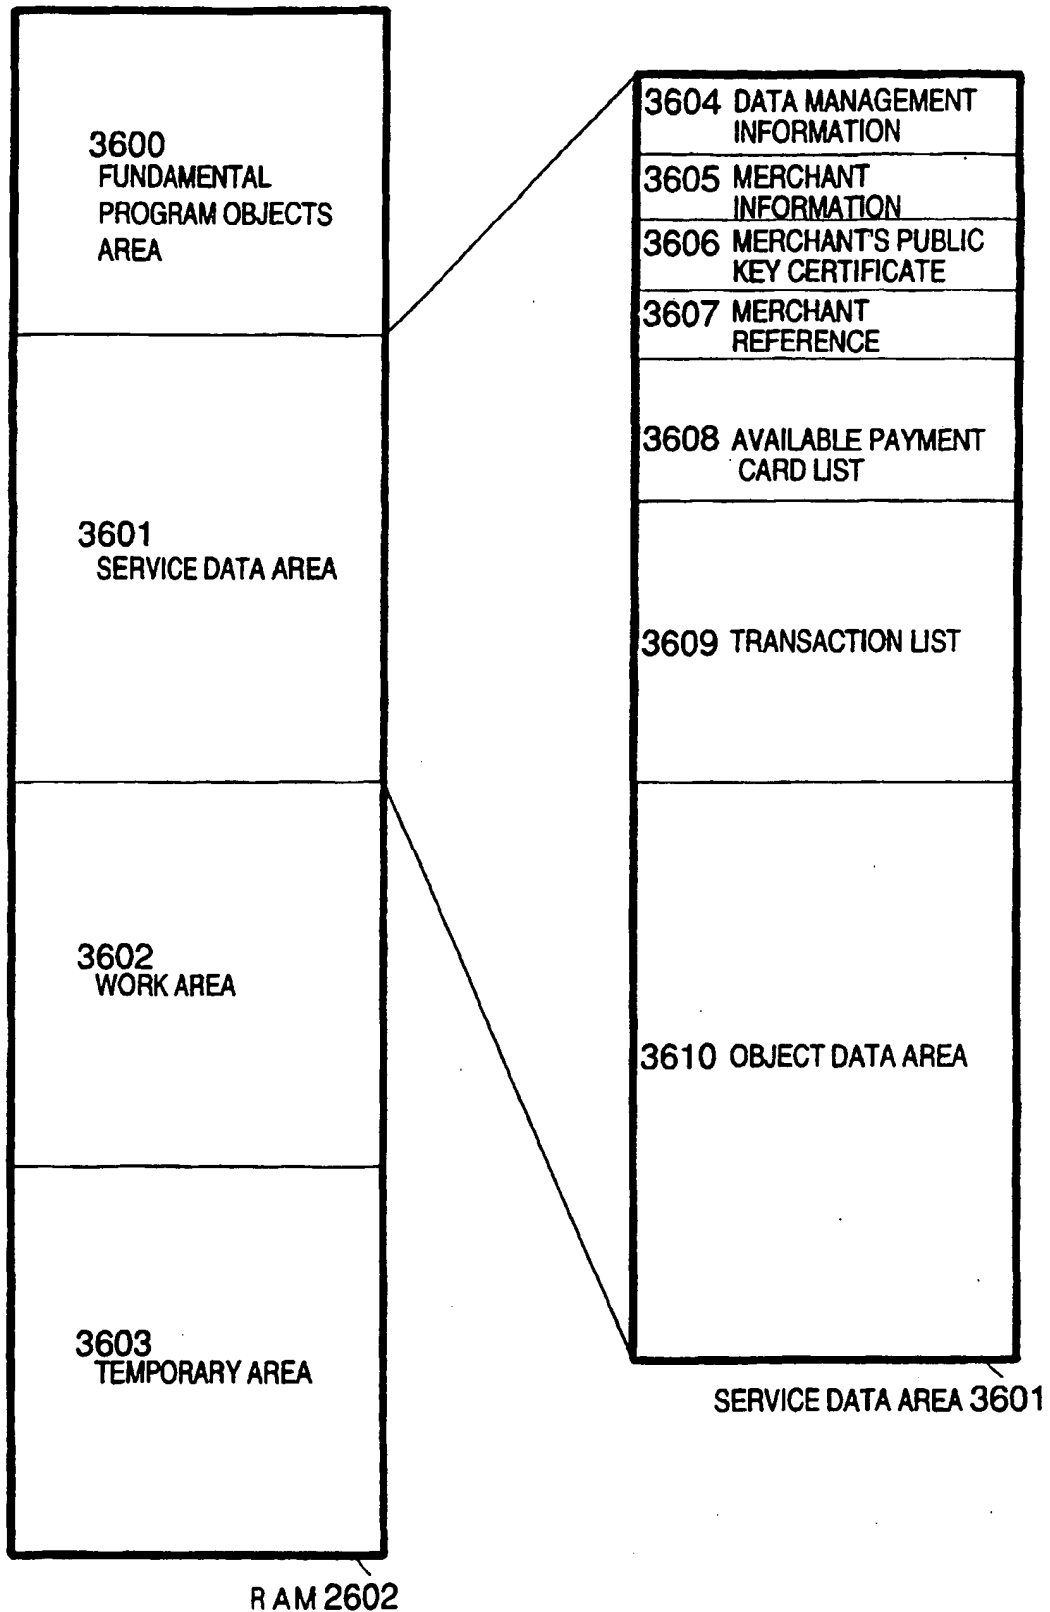 3600
FUNDAMENTAL
PROGRAM OBJECTS
AREA
3601
SERVICE DATA AREA
3602
WORK AREA
3603
TEMPORARY AREA
RAM 2602
3604 DATA MANAGEMENT
INFORMATION
3605 MERCHANT
INFORMATION
3606 MERCHANT'S PUBLIC
KEY CERTIFICATE
3607 MERCHANT
REFERENCE
3608 AVAILABLE PAYMENT
CARD LIST
3609 TRANSACTION LIST
3610 OBJECT DATA AREA
SERVICE DATA AREA 3601